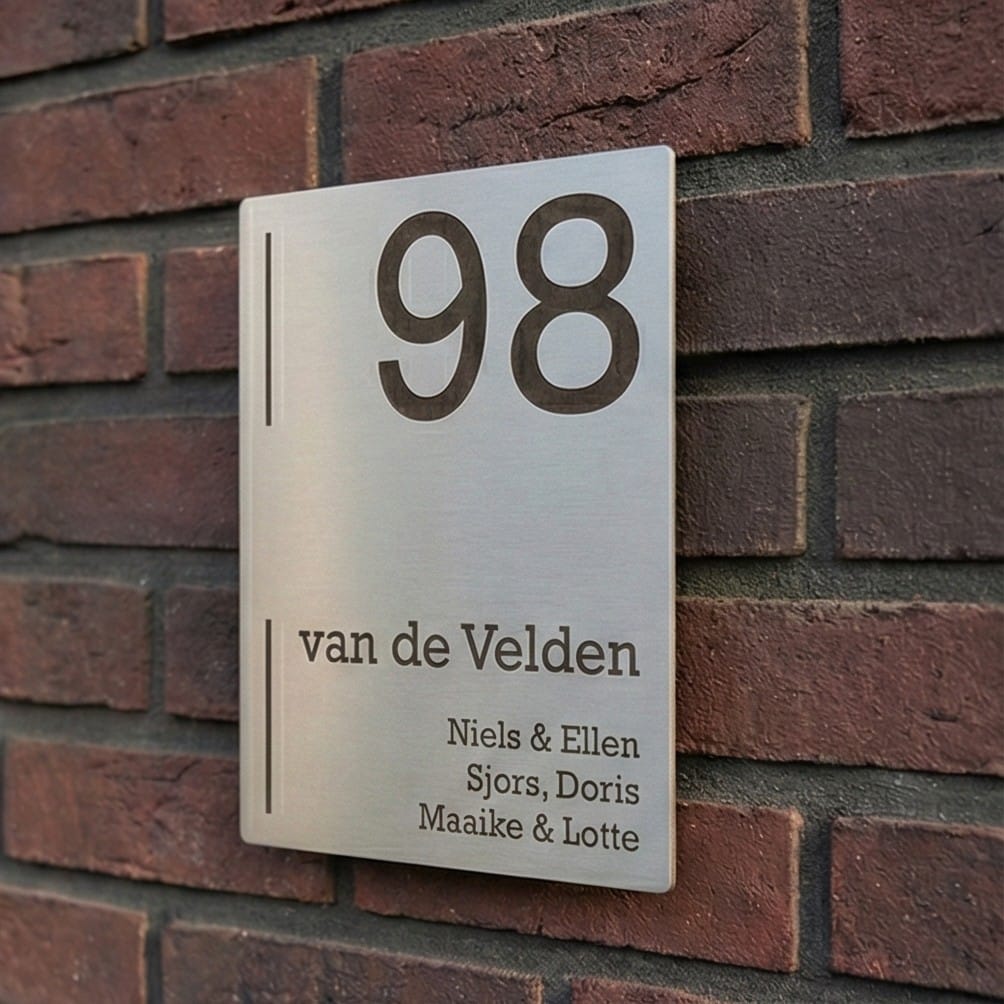 98
van de Velden
Niels & Ellen
Sjors, Doris
Maaike & Lotte